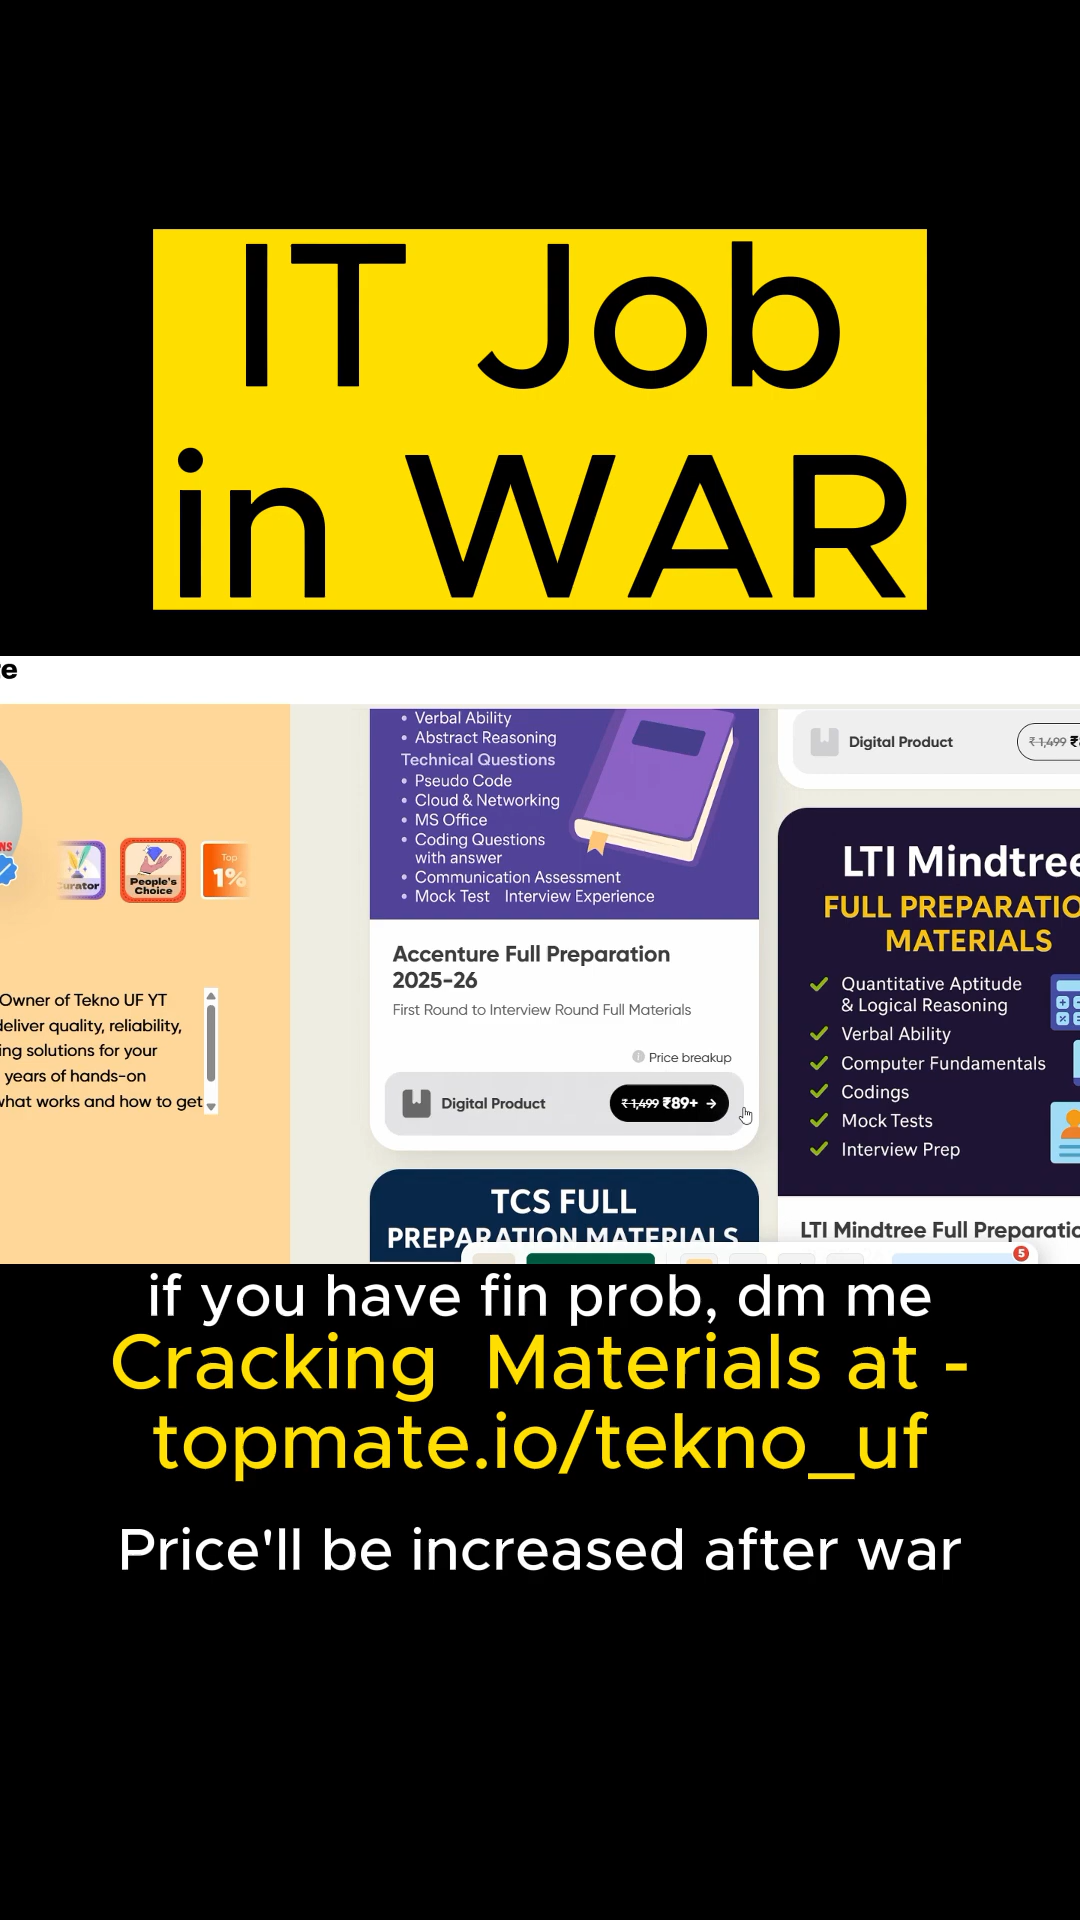 IT Job
in WAR
NS
Top
1%
People's
Choice
Owner of Tekno UF YT
deliver quality, reliability,
ing solutions for your
years of hands-on
what works and how to get
Verbal Ability
Abstract Reasoning
Technical Questions
Pseudo Code
Cloud & Networking
MS Office
Coding Questions
with answer
Communication Assessment
Mock Test Interview Experience
Accenture Full Preparation
2025-26
First Round to Interview Round Full Materials
Price breakup
Digital Product ₹1,499 ₹89+ →
TCS FULL
PREPARATION MATERIALS
Digital Product ₹1,499
LTI Mindtree
FULL PREPARATIO
MATERIALS
Quantitative Aptitude
& Logical Reasoning
Verbal Ability
Computer Fundamentals
Codings
Mock Tests
Interview Prep
LTI Mindtree Full Preparatio
5
if you have fin prob, dm me
Cracking Materials at -
topmate.io/tekno_uf
Price'll be increased after war